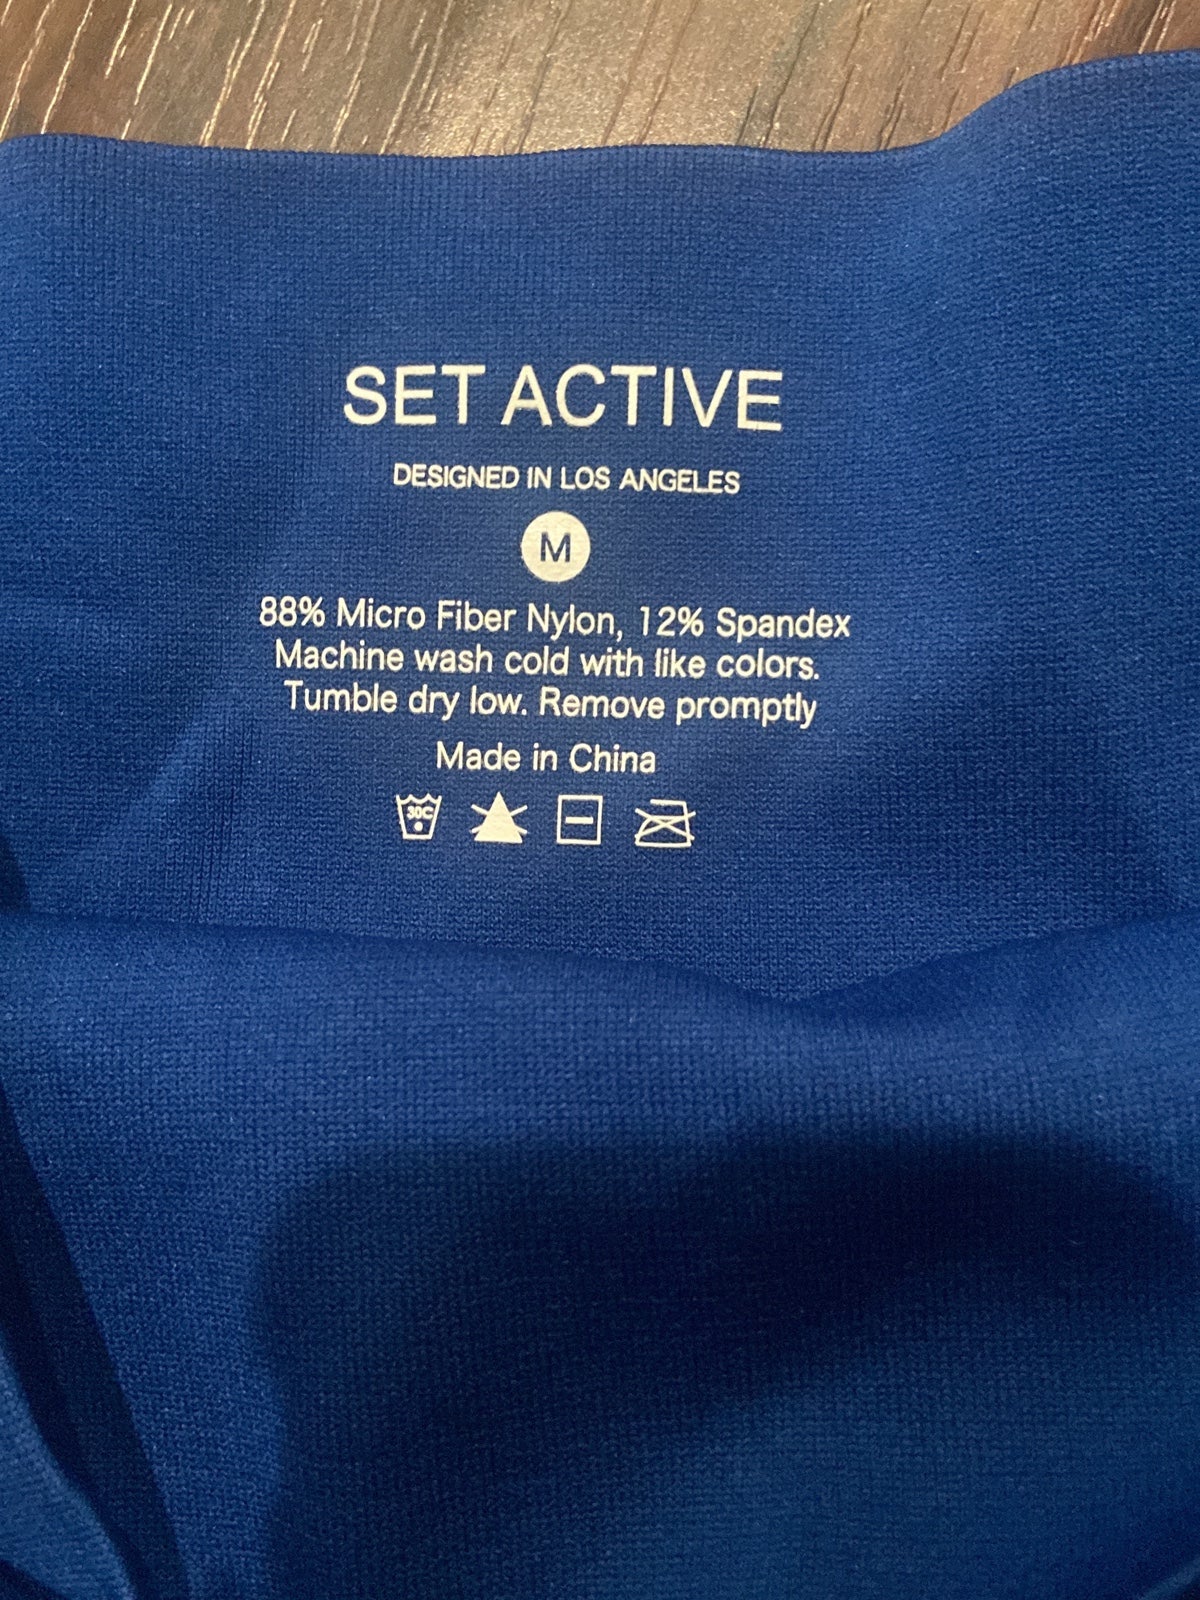 SET ACTIVE
DESIGNED IN LOS ANGELES
M
88% Micro Fiber Nylon, 12% Spandex
Machine wash cold with like colors.
Tumble dry low. Remove promptly
Made in China
30C